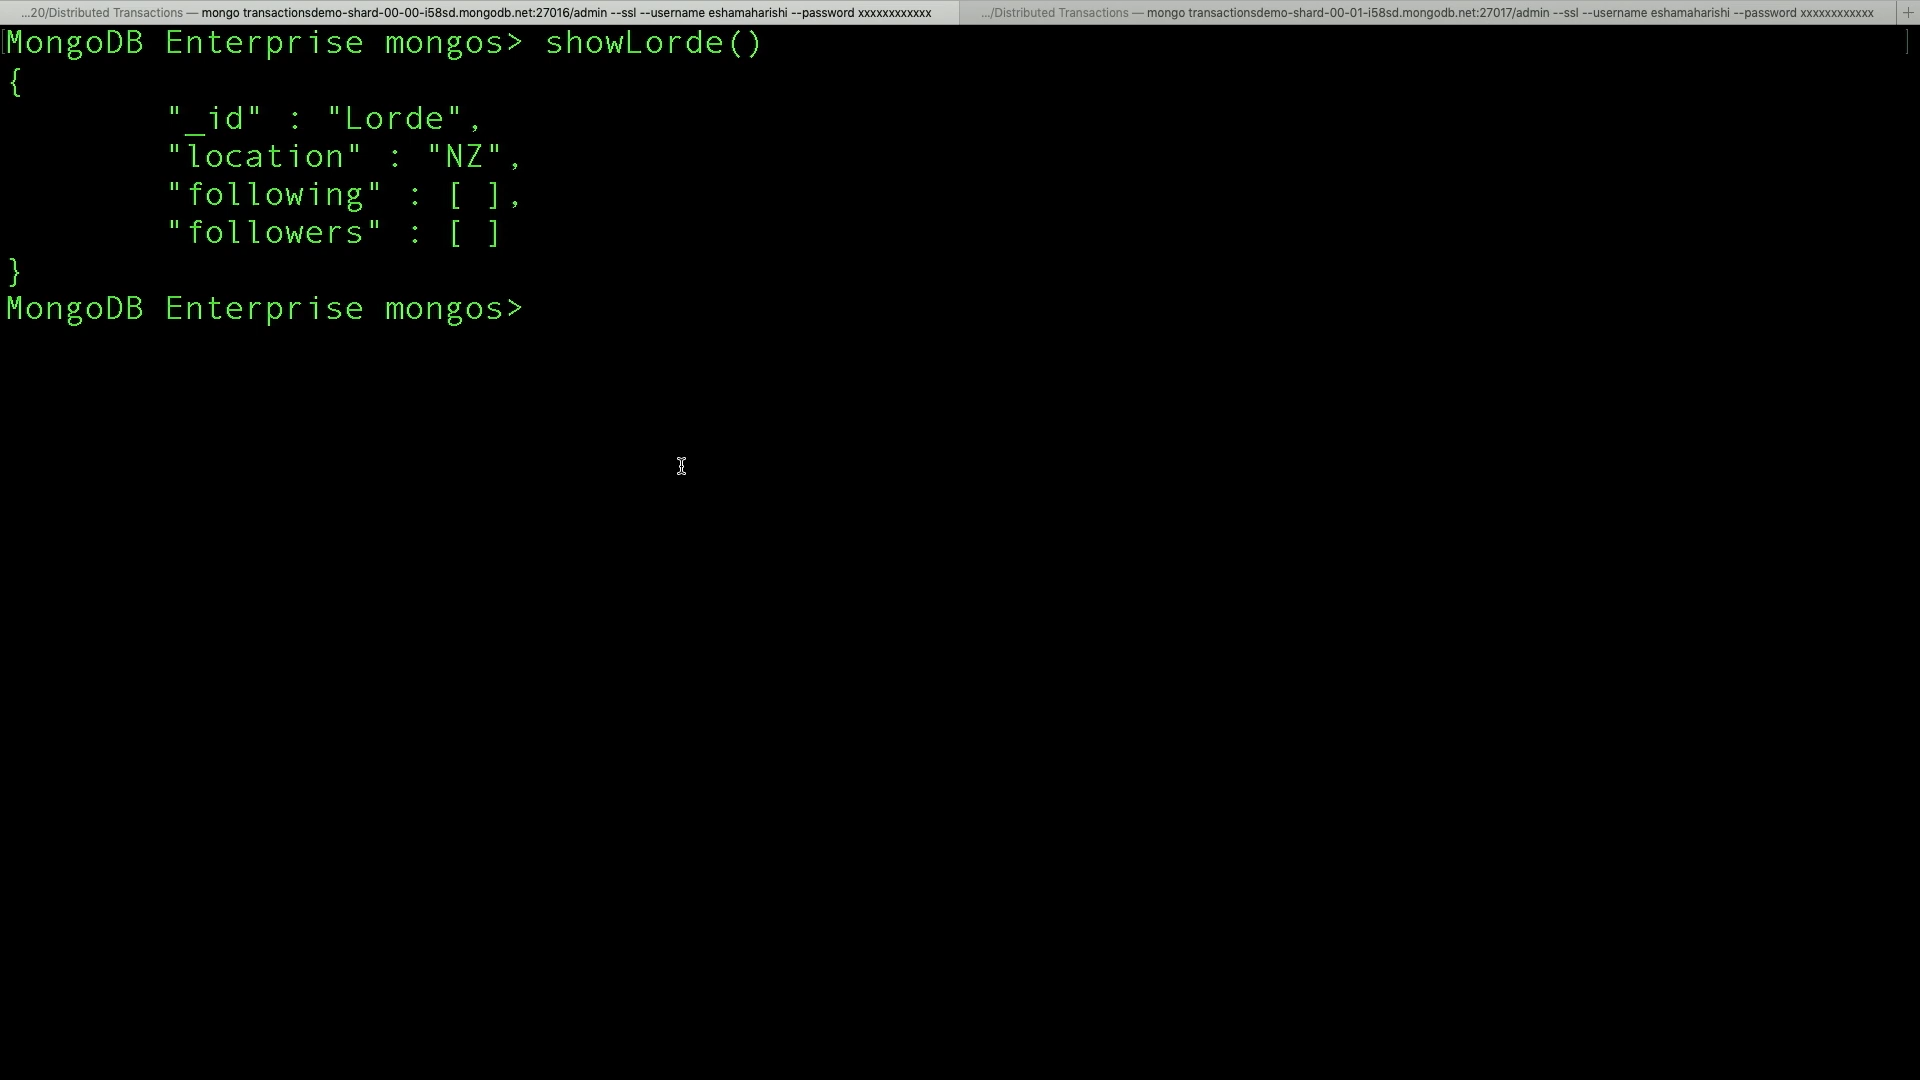 ...20/Distributed Transactions — mongo transactionsdemo-shard-00-00-i58sd.mongodb.net:27016/admin --ssl --username eshamaharishi --password xxxxxxxxxxxx
.../Distributed Transactions — mongo transactionsdemo-shard-00-01-i58sd.mongodb.net:27017/admin --ssl --username eshamaharishi --password xxxxxxxxxxxx
+
[MongoDB Enterprise mongos> showLorde() ]
{
"_id" : "Lorde",
"location" : "NZ",
"following" : [ ],
"followers" : [ ]
}
MongoDB Enterprise mongos>